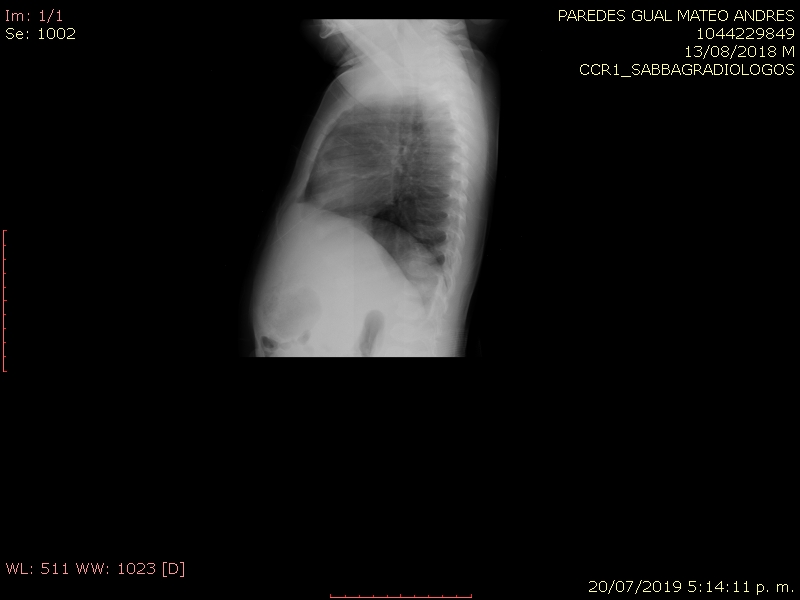 Im: 1/1
Se: 1002
PAREDES GUAL MATEO ANDRES
1044229849
13/08/2018 M
CCR1_SABBAGRADIOLOGOS
WL: 511 WW: 1023 [D]
20/07/2019 5:14:11 p. m.